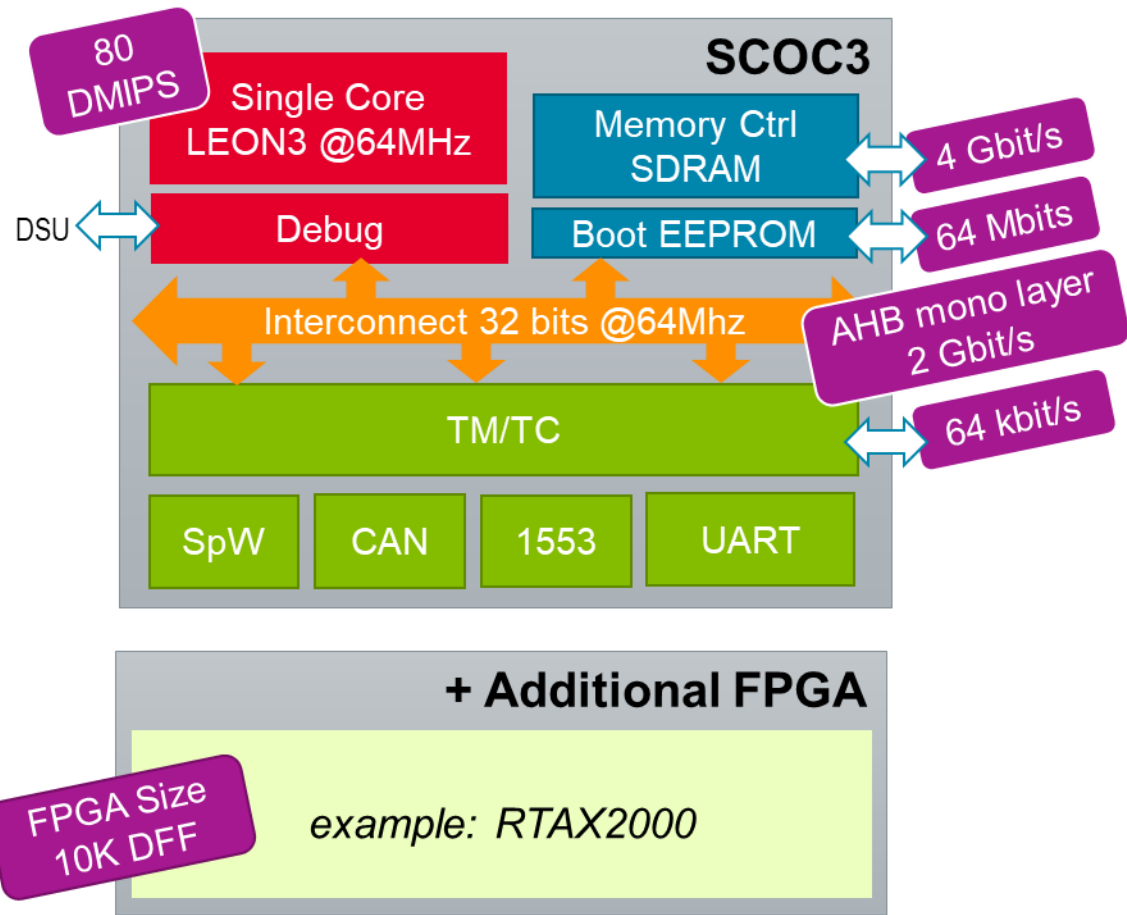 80
DMIPS
SCOC3
Single Core
LEON3 @64MHz
Memory Ctrl
SDRAM
4 Gbit/s
DSU
Debug
Boot EEPROM
64 Mbits
Interconnect 32 bits @64Mhz
AHB mono layer
2 Gbit/s
TM/TC
64 kbit/s
SpW
CAN
1553
UART
+ Additional FPGA
FPGA Size
10K DFF
example: RTAX2000